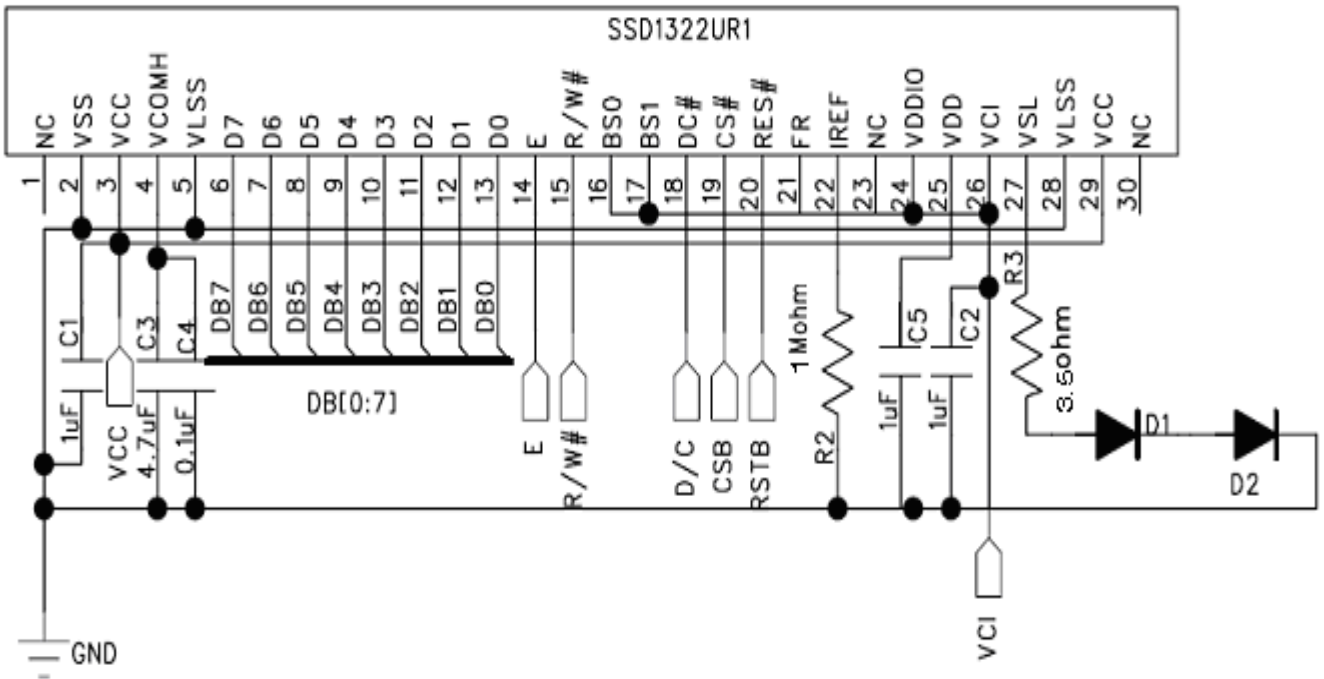 SSD1322UR1
NC
VSS
VCC
VCOMH
VLSS
D7
D6
D5
D4
D3
D2
D1
D0
E
R/W#
BS0
BS1
DC#
CS#
RES#
FR
IREF
NC
VDDIO
VDD
VCI
VSL
VLSS
VCC
NC
1
2
3
4
5
6
7
8
9
10
11
12
13
14
15
16
17
18
19
20
21
22
23
24
25
26
27
28
29
30
C1
1uF
VCC
C3
4.7uF
C4
0.1uF
DB7
DB6
DB5
DB4
DB3
DB2
DB1
DB0
DB[0:7]
E
R/W#
D/C
CSB
RSTB
1Mohm
R2
C5
1uF
C2
1uF
R3
3.5ohm
D1
D2
VCI
GND